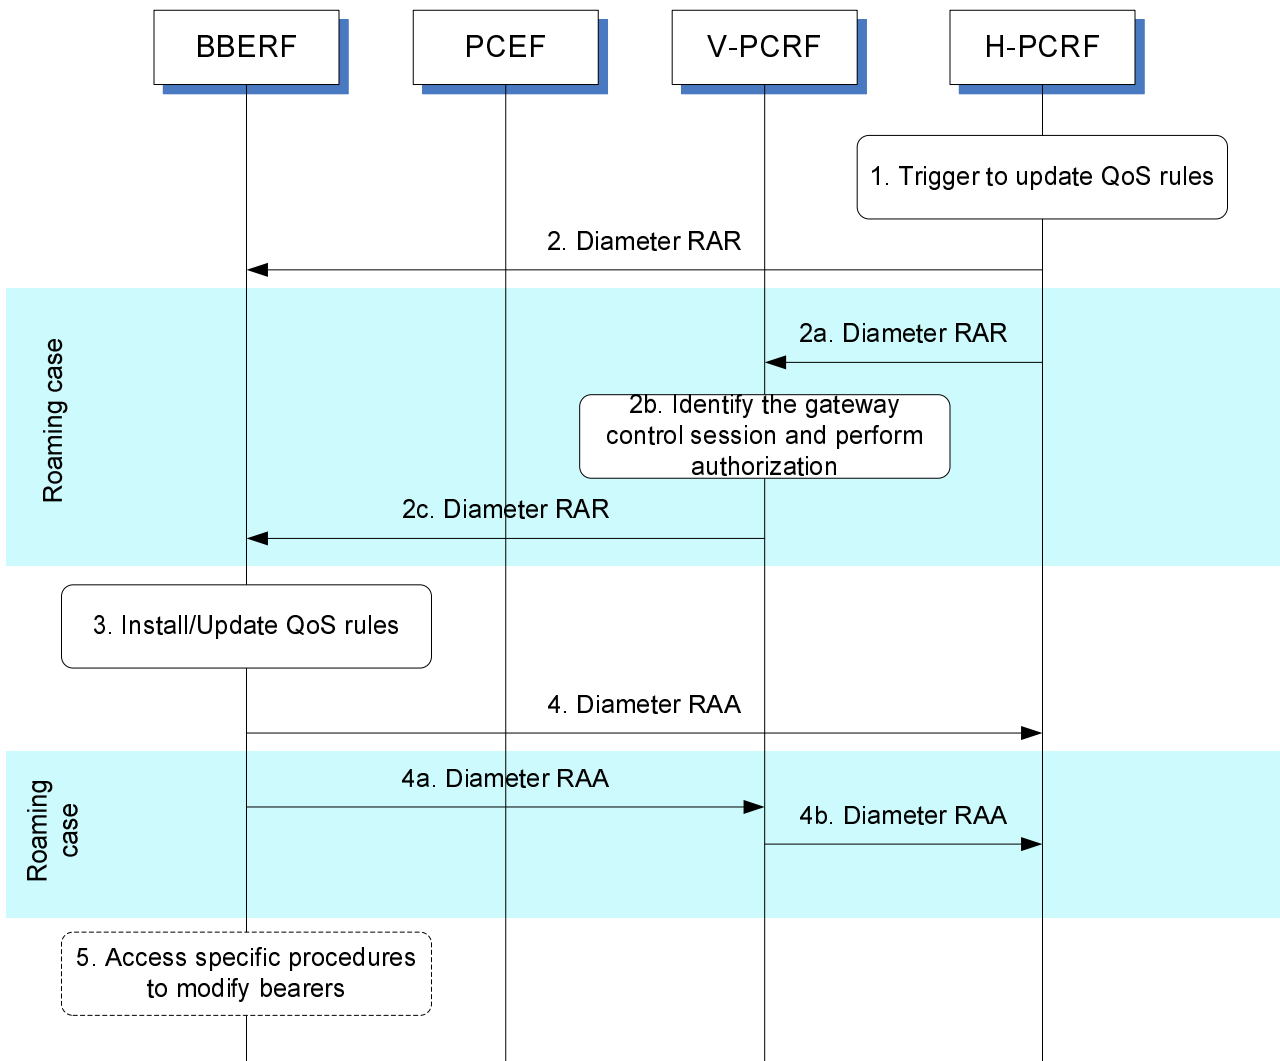 BBERF
PCEF
V-PCRF
H-PCRF
1. Trigger to update QoS rules
2. Diameter RAR
Roaming case
2a. Diameter RAR
2b. Identify the gateway
control session and perform
authorization
2c. Diameter RAR
3. Install/Update QoS rules
4. Diameter RAA
Roaming
case
4a. Diameter RAA
4b. Diameter RAA
5. Access specific procedures
to modify bearers